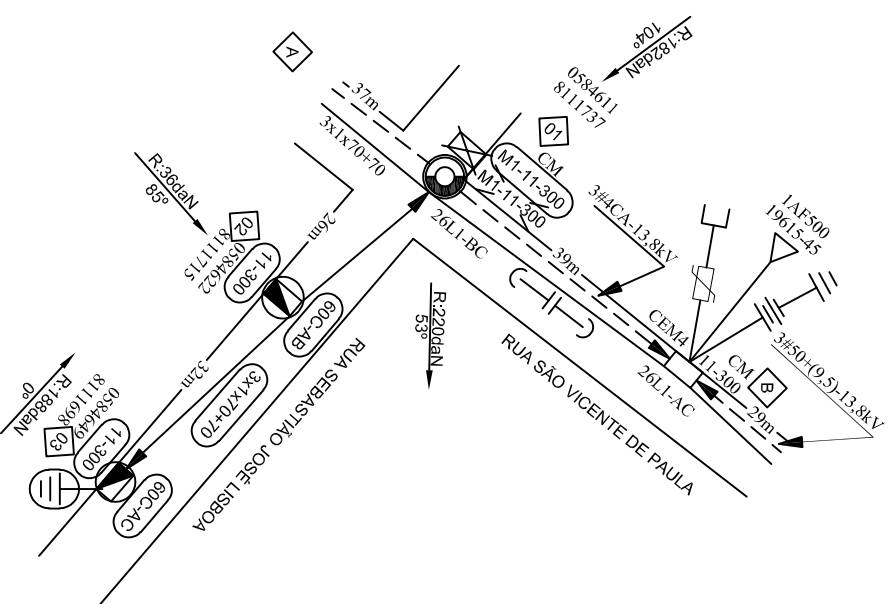 A
37m
3x1x70+70
R:182daN
104°
0584611
8111737
01
CM
M1-11-300
M1-11-300
3#4CA-13,8kV
1AF500
19615-45
R:36daN
85°
02
0584622
8111715
11-300
26m
26L1-BC
39m
60C-AB
R:220daN
53°
CEM4
11-300
CM
B
3#50+(9,5)-13,8kV
26L1-AC
29m
RUA SÃO VICENTE DE PAULA
RUA SEBASTIÃO JOSÉ LISBOA
32m
3x1x70+70
R:188daN
0°
0584649
8111698
03
11-300
60C-AC